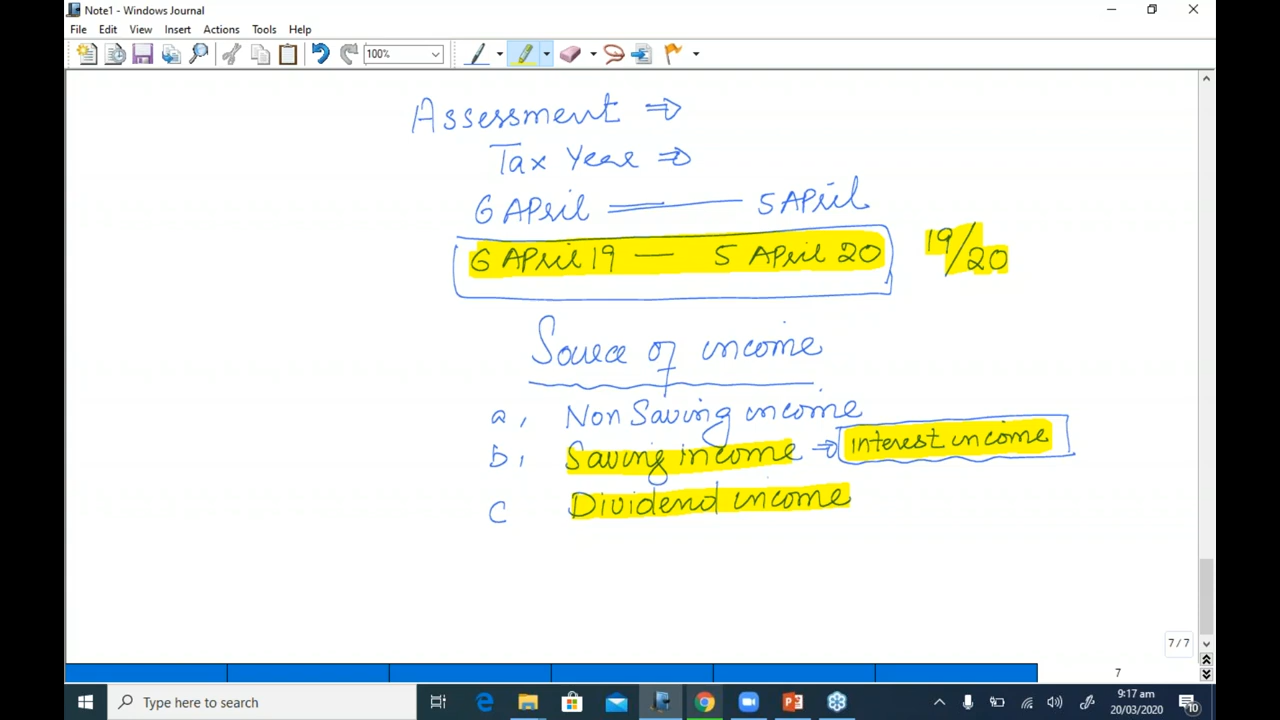 Note1 - Windows Journal
File Edit View Insert Actions Tools Help
100%
Assessment ⇒
Tax Year ⇒
6 April — 5 April
6 April 19 — 5 April 20 19/20
Source of income
a, Non Saving income
b, Saving income ⇒ interest income
c Dividend income
7/7
7
Type here to search
9:17 am
20/03/2020
10